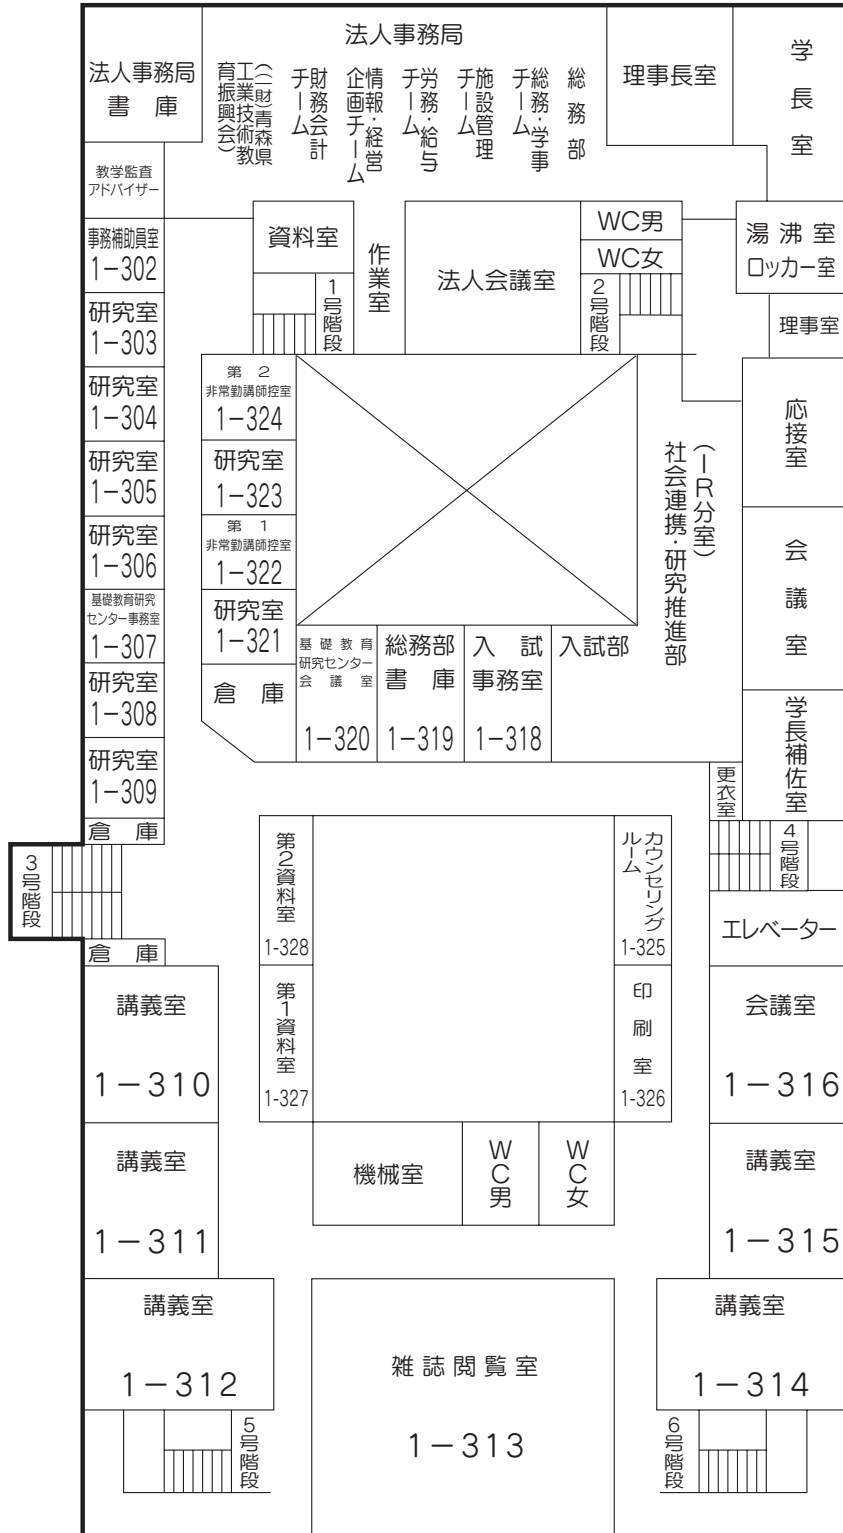 法人事務局
法人事務局
書庫
(（一財)青森県
工業技術教
育振興会)
財務会計
チーム
情報・経営
企画チーム
労務・給与
チーム
施設管理
チーム
総務・学事
チーム
総務部
理事長室
学長室
教学監査
アドバイザー
事務補助員室
1-302
資料室
作業室
法人会議室
WC男
WC女
湯沸室
ロッカー室
1号階段
2号階段
理事室
研究室
1-303
研究室
1-304
研究室
1-305
研究室
1-306
基礎教育研究
センター事務室
1-307
研究室
1-308
研究室
1-309
倉庫
第2
非常勤講師控室
1-324
研究室
1-323
第1
非常勤講師控室
1-322
研究室
1-321
倉庫
基礎教育
研究センター
会議室
1-320
総務部
書庫
1-319
入試
事務室
1-318
入試部
(IR分室)
社会連携・研究推進部
応接室
会議室
学長補佐室
更衣室
3号階段
4号階段
倉庫
エレベーター
第2資料室
1-328
カウンセリング
ルーム
1-325
第1資料室
1-327
印刷室
1-326
講義室
1-310
会議室
1-316
講義室
1-311
機械室
WC男
WC女
講義室
1-315
講義室
1-312
雑誌閲覧室
1-313
講義室
1-314
5号階段
6号階段